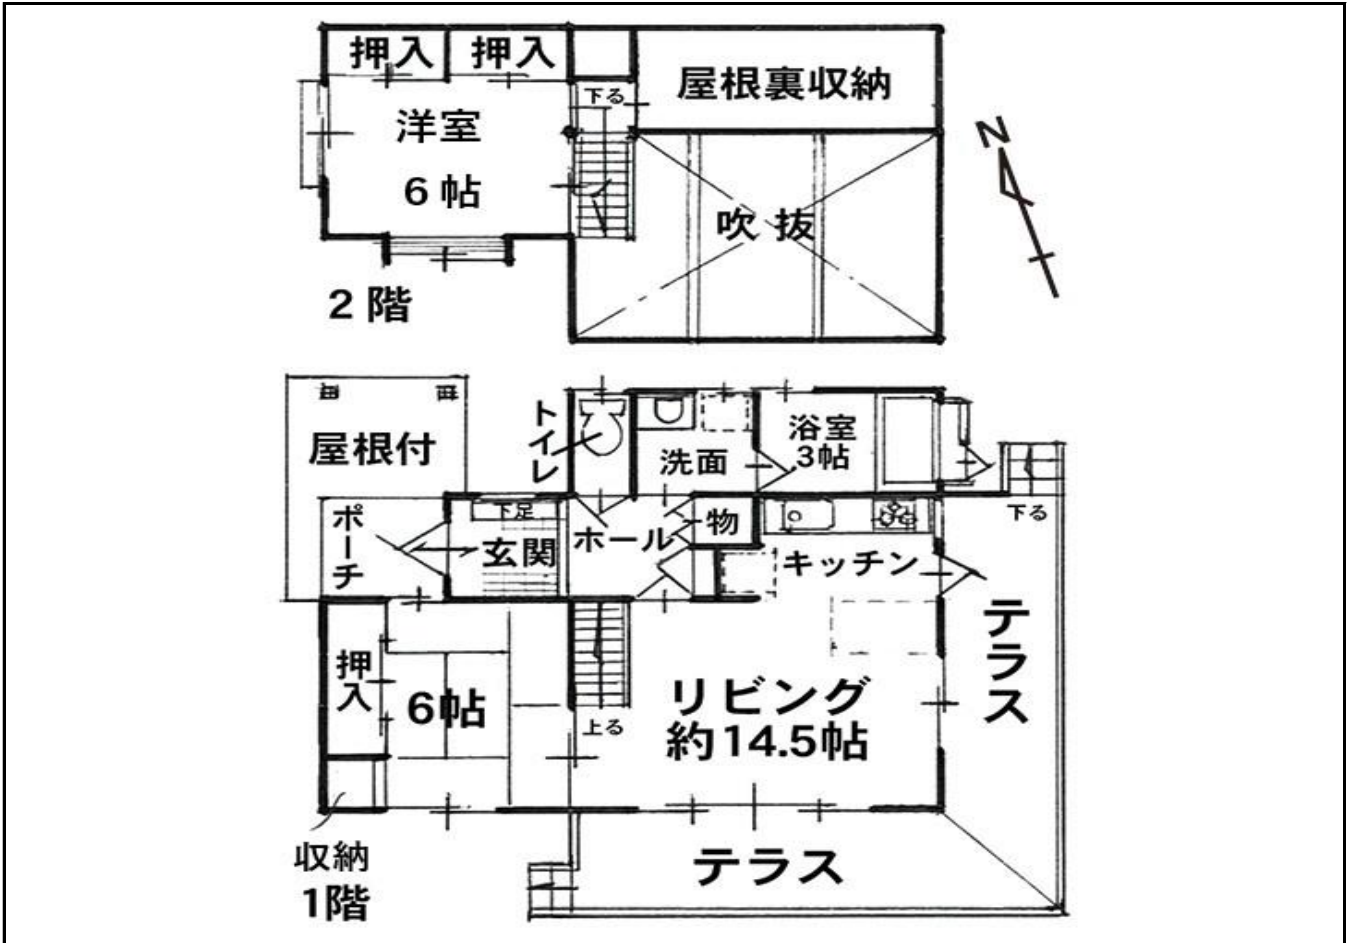 押入
押入
下る
屋根裏収納
洋室
6帖
吹抜
N
2階
屋根付
トイレ
洗面
浴室
3帖
ポーチ
下足
玄関
ホール
物
キッチン
下る
押入
6帖
上る
リビング
約14.5帖
テラス
収納
テラス
1階